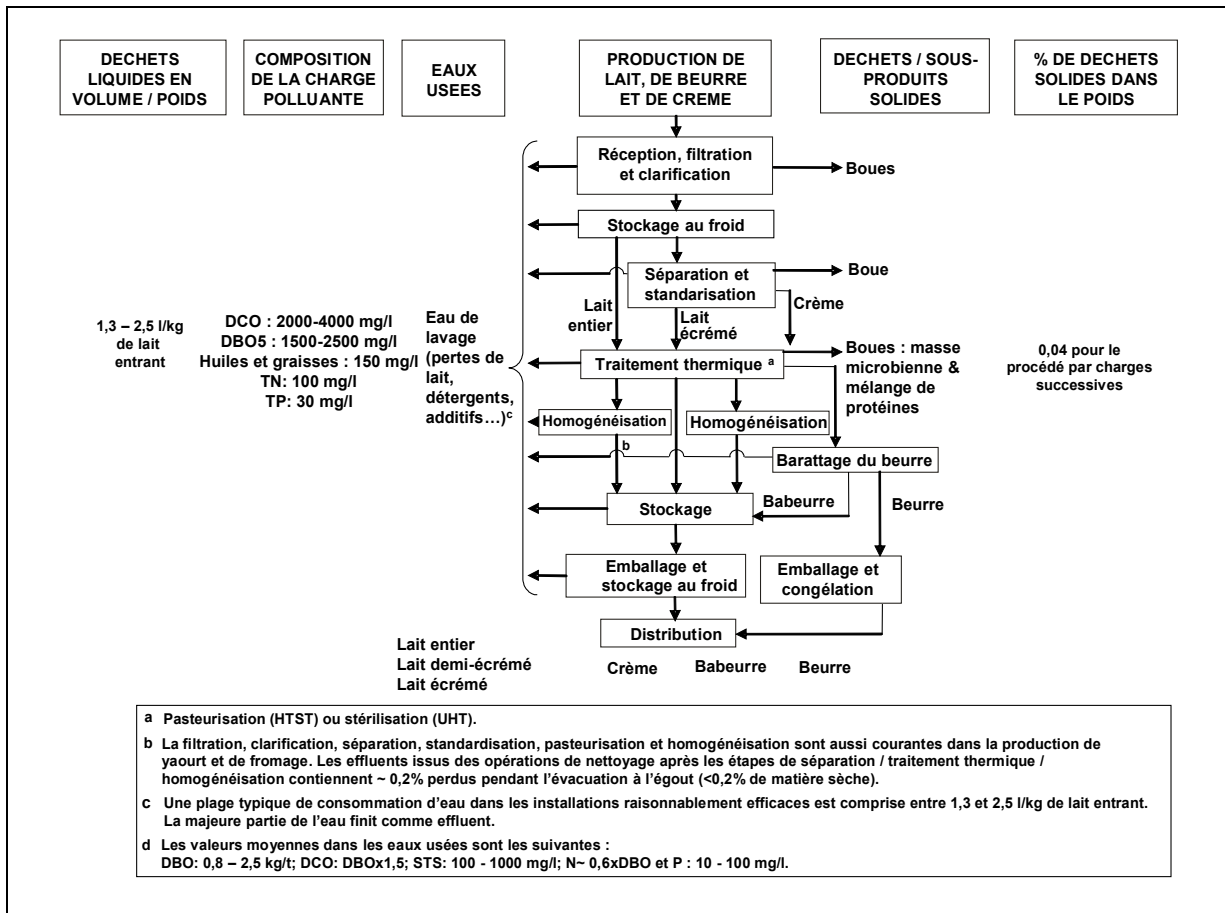 DECHETS
LIQUIDES EN
VOLUME / POIDS
COMPOSITION
DE LA CHARGE
POLLUANTE
EAUX
USEES
PRODUCTION DE
LAIT, DE BEURRE
ET DE CREME
DECHETS / SOUS-
PRODUITS
SOLIDES
% DE DECHETS
SOLIDES DANS
LE POIDS
Réception, filtration
et clarification
Boues
Stockage au froid
Séparation et
standarisation
Boue
Crème
Lait
entier
Lait
écrémé
1,3 – 2,5 l/kg
de lait
entrant
DCO : 2000-4000 mg/l
DBO5 : 1500-2500 mg/l
Huiles et graisses : 150 mg/l
TN: 100 mg/l
TP: 30 mg/l
Eau de
lavage
(pertes de
lait,
détergents,
additifs…)c
Traitement thermique a
Boues : masse
microbienne &
mélange de
protéines
0,04 pour le
procédé par charges
successives
Homogénéisation
Homogénéisation
b
Barattage du beurre
Stockage
Babeurre
Beurre
Emballage et
stockage au froid
Emballage et
congélation
Distribution
Lait entier
Lait demi-écrémé
Lait écrémé
Crème
Babeurre
Beurre
a Pasteurisation (HTST) ou stérilisation (UHT).
b La filtration, clarification, séparation, standardisation, pasteurisation et homogénéisation sont aussi courantes dans la production de
yaourt et de fromage. Les effluents issus des opérations de nettoyage après les étapes de séparation / traitement thermique /
homogénéisation contiennent ~ 0,2% perdus pendant l'évacuation à l'égout (<0,2% de matière sèche).
c Une plage typique de consommation d'eau dans les installations raisonnablement efficaces est comprise entre 1,3 et 2,5 l/kg de lait entrant.
La majeure partie de l'eau finit comme effluent.
d Les valeurs moyennes dans les eaux usées sont les suivantes :
DBO: 0,8 – 2,5 kg/t; DCO: DBOx1,5; STS: 100 - 1000 mg/l; N~ 0,6xDBO et P : 10 - 100 mg/l.